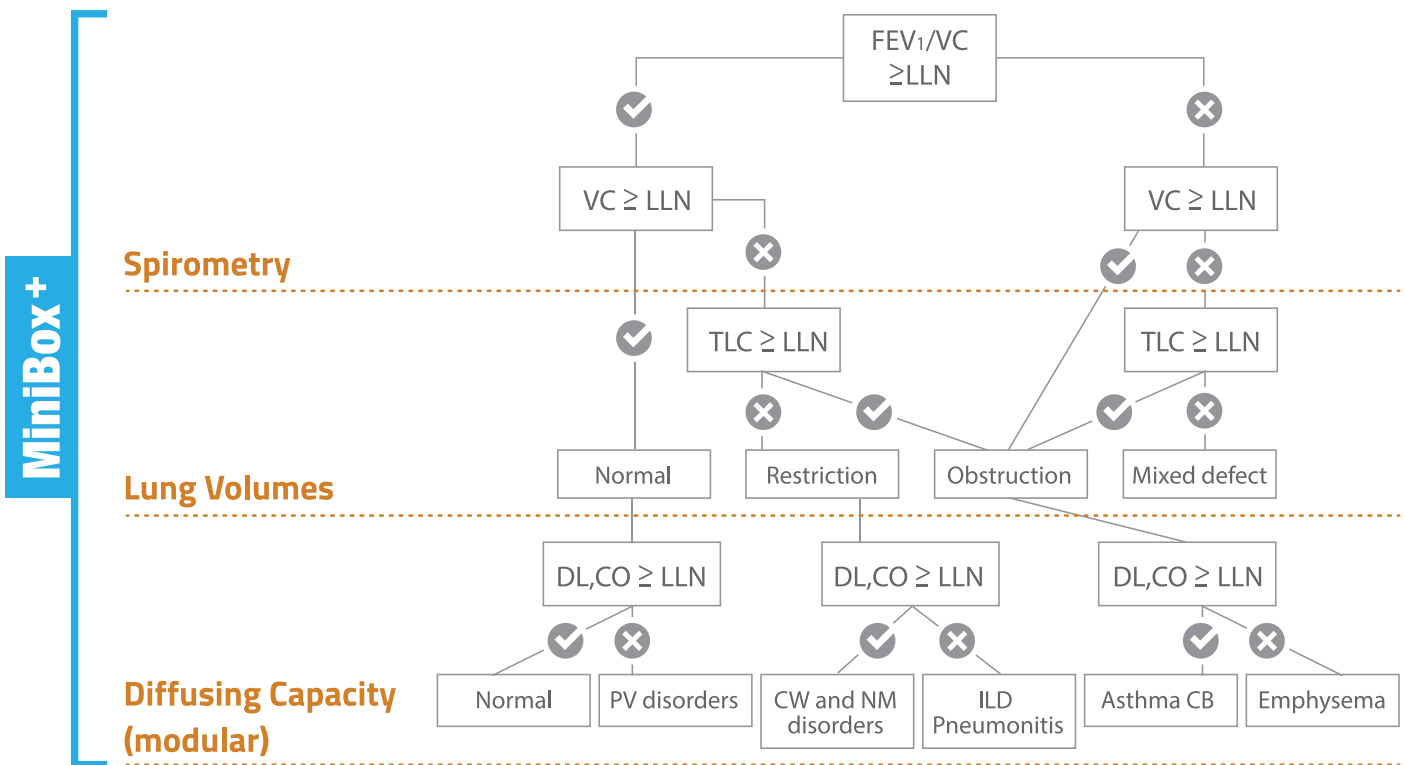 MiniBox+
FEV1/VC
≥LLN
VC ≥ LLN
VC ≥ LLN
Spirometry
TLC ≥ LLN
TLC ≥ LLN
Normal
Restriction
Obstruction
Mixed defect
Lung Volumes
DL,CO ≥ LLN
DL,CO ≥ LLN
DL,CO ≥ LLN
Normal
PV disorders
CW and NM
disorders
ILD
Pneumonitis
Asthma CB
Emphysema
Diffusing Capacity
(modular)